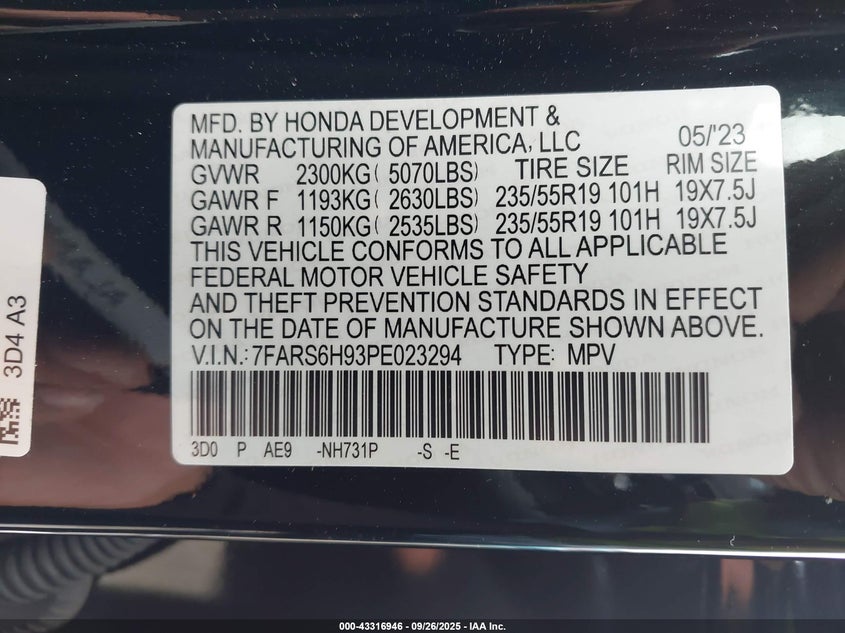 MFD. BY HONDA DEVELOPMENT &
MANUFACTURING OF AMERICA, LLC 05/'23
GVWR 2300KG( 5070LBS) TIRE SIZE RIM SIZE
GAWR F 1193KG( 2630LBS) 235/55R19 101H 19X7.5J
GAWR R 1150KG( 2535LBS) 235/55R19 101H 19X7.5J
THIS VEHICLE CONFORMS TO ALL APPLICABLE
FEDERAL MOTOR VEHICLE SAFETY
AND THEFT PREVENTION STANDARDS IN EFFECT
ON THE DATE OF MANUFACTURE SHOWN ABOVE.
V.I.N.: 7FARS6H93PE023294 TYPE: MPV
3D0 P AE9 -NH731P -S -E
3D4 A3
000-43316946 - 09/26/2025 - IAA Inc.